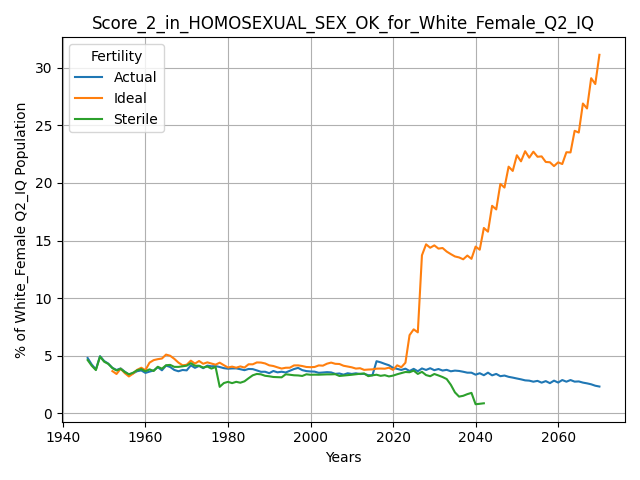 Score_2_in_HOMOSEXUAL_SEX_OK_for_White_Female_Q2_IQ
Fertility
Actual
Ideal
Sterile
% of White_Female Q2_IQ Population
30
25
20
15
10
5
0
1940 1960 1980 2000 2020 2040 2060
Years